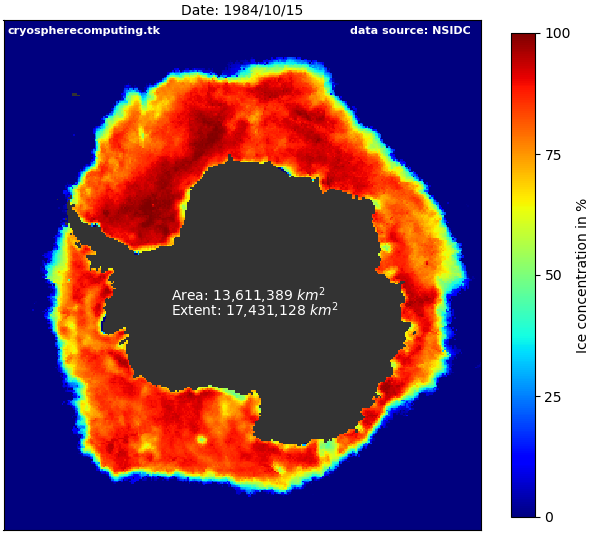 Date: 1984/10/15
cryospherecomputing.tk
data source: NSIDC
Area: 13,611,389 km²
Extent: 17,431,128 km²
100
75
50
25
0
Ice concentration in %